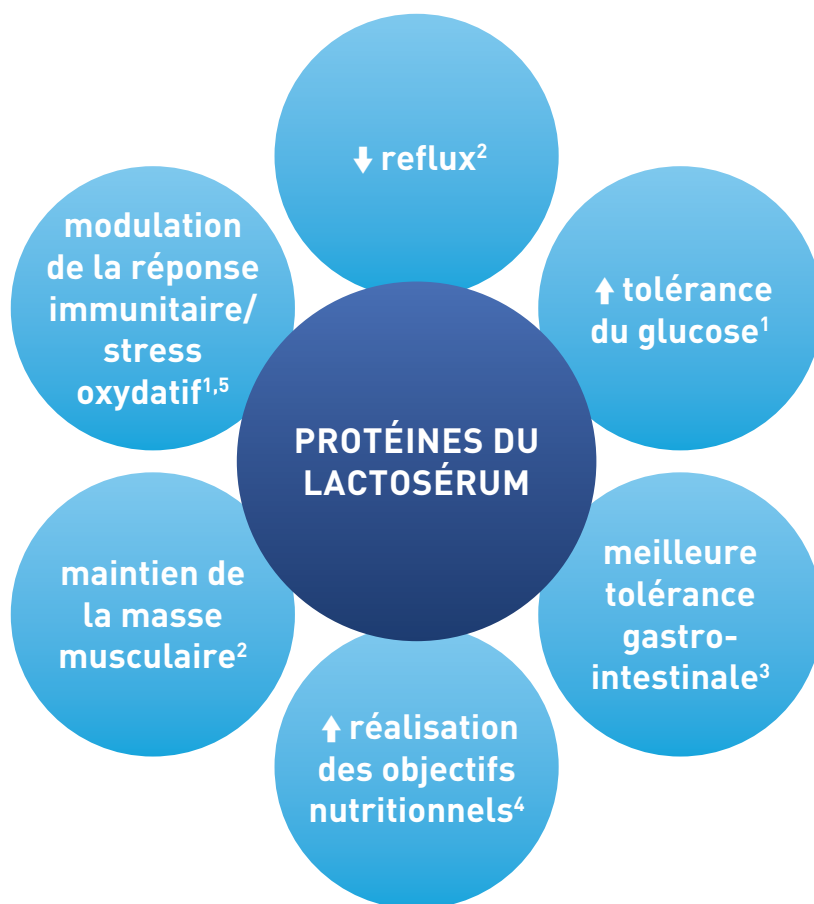 ⬇ reflux²
modulation
de la réponse
immunitaire/
stress
oxydatif¹,⁵
⬆ tolérance
du glucose¹
PROTÉINES DU
LACTOSÉRUM
maintien de
la masse
musculaire²
meilleure
tolérance
gastro-
intestinale³
⬆ réalisation
des objectifs
nutritionnels⁴